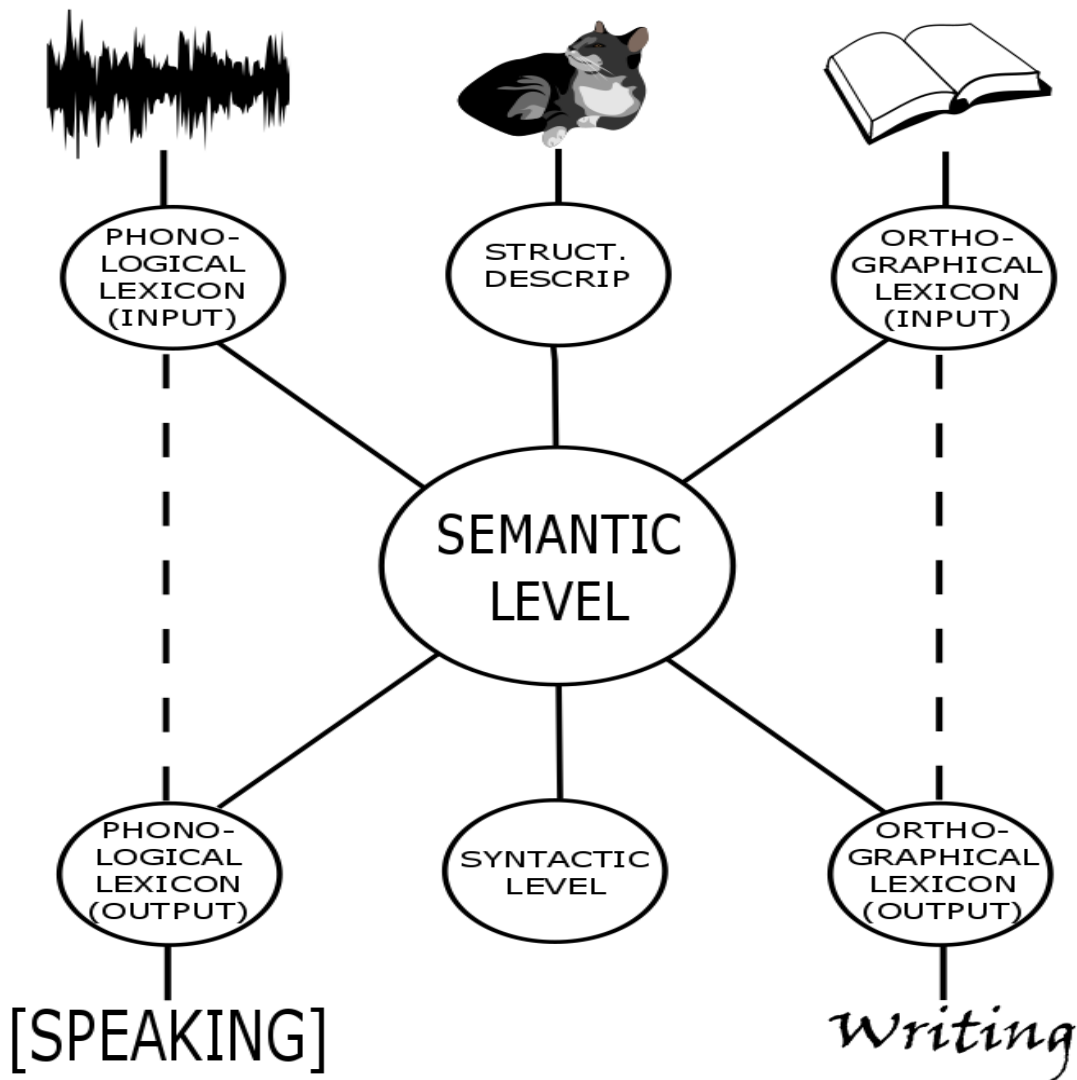 PHONO-
LOGICAL
LEXICON
(INPUT)
STRUCT.
DESCRIP
ORTHO-
GRAPHICAL
LEXICON
(INPUT)
SEMANTIC
LEVEL
PHONO-
LOGICAL
LEXICON
(OUTPUT)
SYNTACTIC
LEVEL
ORTHO-
GRAPHICAL
LEXICON
(OUTPUT)
[SPEAKING]
Writing